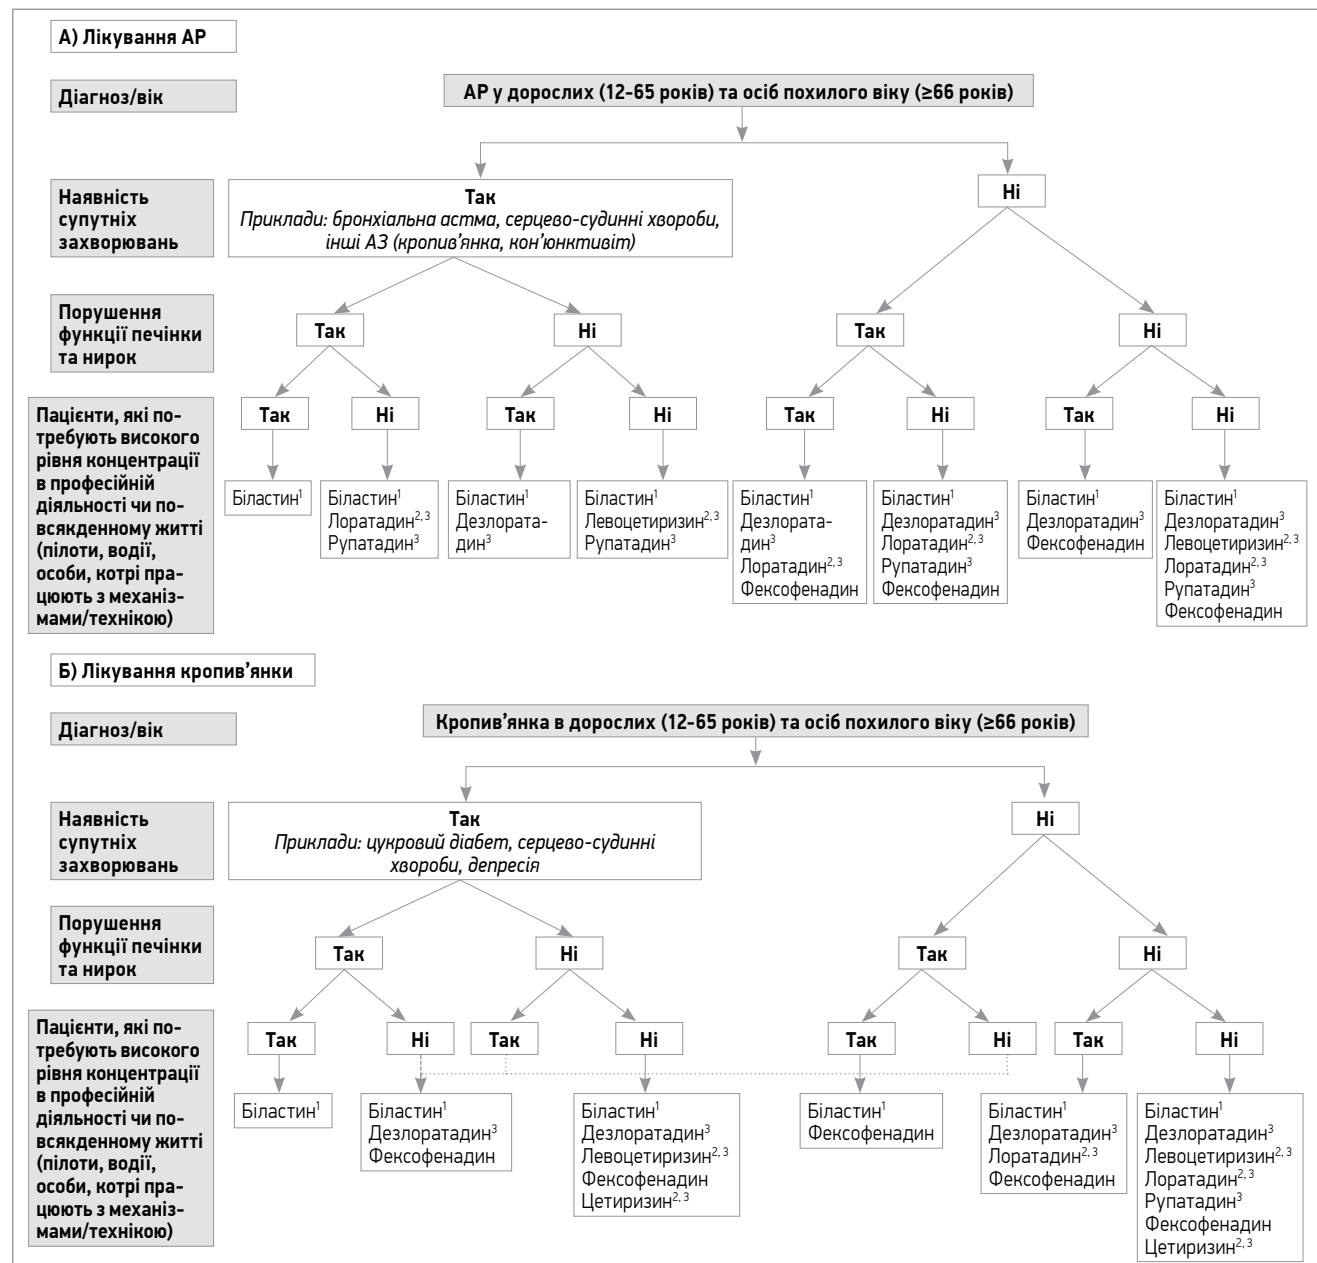 А) Лікування АР
Діагноз/вік
АР у дорослих (12-65 років) та осіб похилого віку (≥66 років)
Наявність
супутніх
захворювань
Так
Приклади: бронхіальна астма, серцево-судинні хвороби,
інші АЗ (кропив’янка, кон’юнктивіт)
Ні
Порушення
функції печінки
та нирок
Так
Ні
Так
Ні
Пацієнти, які по-
требують високого
рівня концентрації
в професійній
діяльності чи по-
всякденному житті
(пілоти, водії,
особи, котрі пра-
цюють з механіз-
мами/технікою)
Так
Ні
Так
Ні
Так
Ні
Так
Ні
Біластин¹
Біластин¹
Лоратадин²,³
Рупатадин³
Біластин¹
Дезлората-
дин³
Біластин¹
Левоцетиризин²,³
Рупатадин³
Біластин¹
Дезлората-
дин³
Лоратадин²,³
Фексофенадин
Біластин¹
Дезлоратадин³
Лоратадин²,³
Рупатадин³
Фексофенадин
Біластин¹
Дезлоратадин³
Фексофенадин
Біластин¹
Дезлоратадин³
Левоцетиризин²,³
Лоратадин²,³
Рупатадин³
Фексофенадин
Б) Лікування кропив’янки
Діагноз/вік
Кропив’янка в дорослих (12-65 років) та осіб похилого віку (≥66 років)
Наявність
супутніх
захворювань
Так
Приклади: цукровий діабет, серцево-судинні
хвороби, депресія
Ні
Порушення
функції печінки
та нирок
Так
Ні
Так
Ні
Пацієнти, які по-
требують високого
рівня концентрації
в професійній
діяльності чи по-
всякденному житті
(пілоти, водії,
особи, котрі пра-
цюють з механіз-
мами/технікою)
Так
Ні
Так
Ні
Так
Ні
Так
Ні
Біластин¹
Біластин¹
Дезлоратадин³
Фексофенадин
Біластин¹
Дезлоратадин³
Левоцетиризин²,³
Фексофенадин
Цетиризин²,³
Біластин¹
Фексофенадин
Біластин¹
Дезлоратадин³
Лоратадин²,³
Фексофенадин
Біластин¹
Дезлоратадин³
Левоцетиризин²,³
Лоратадин²,³
Рупатадин³
Фексофенадин
Цетиризин²,³